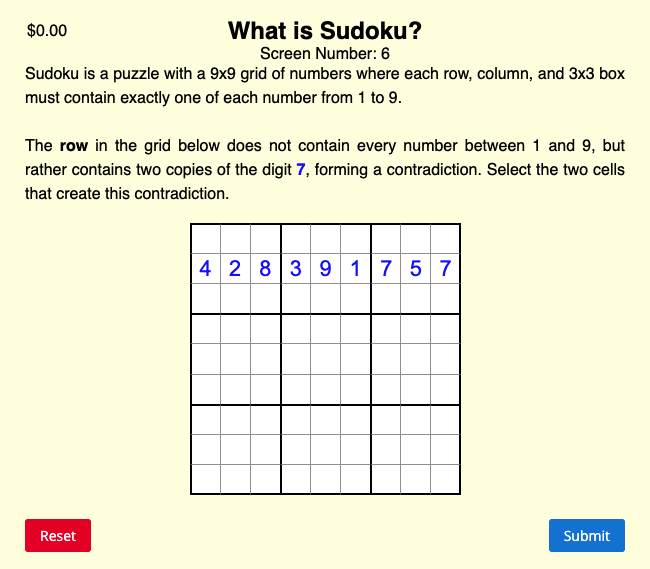 $0.00
What is Sudoku?
Screen Number: 6
Sudoku is a puzzle with a 9x9 grid of numbers where each row, column, and 3x3 box
must contain exactly one of each number from 1 to 9.
The row in the grid below does not contain every number between 1 and 9, but
rather contains two copies of the digit 7, forming a contradiction. Select the two cells
that create this contradiction.
4 2 8 3 9 1 7 5 7
Reset
Submit